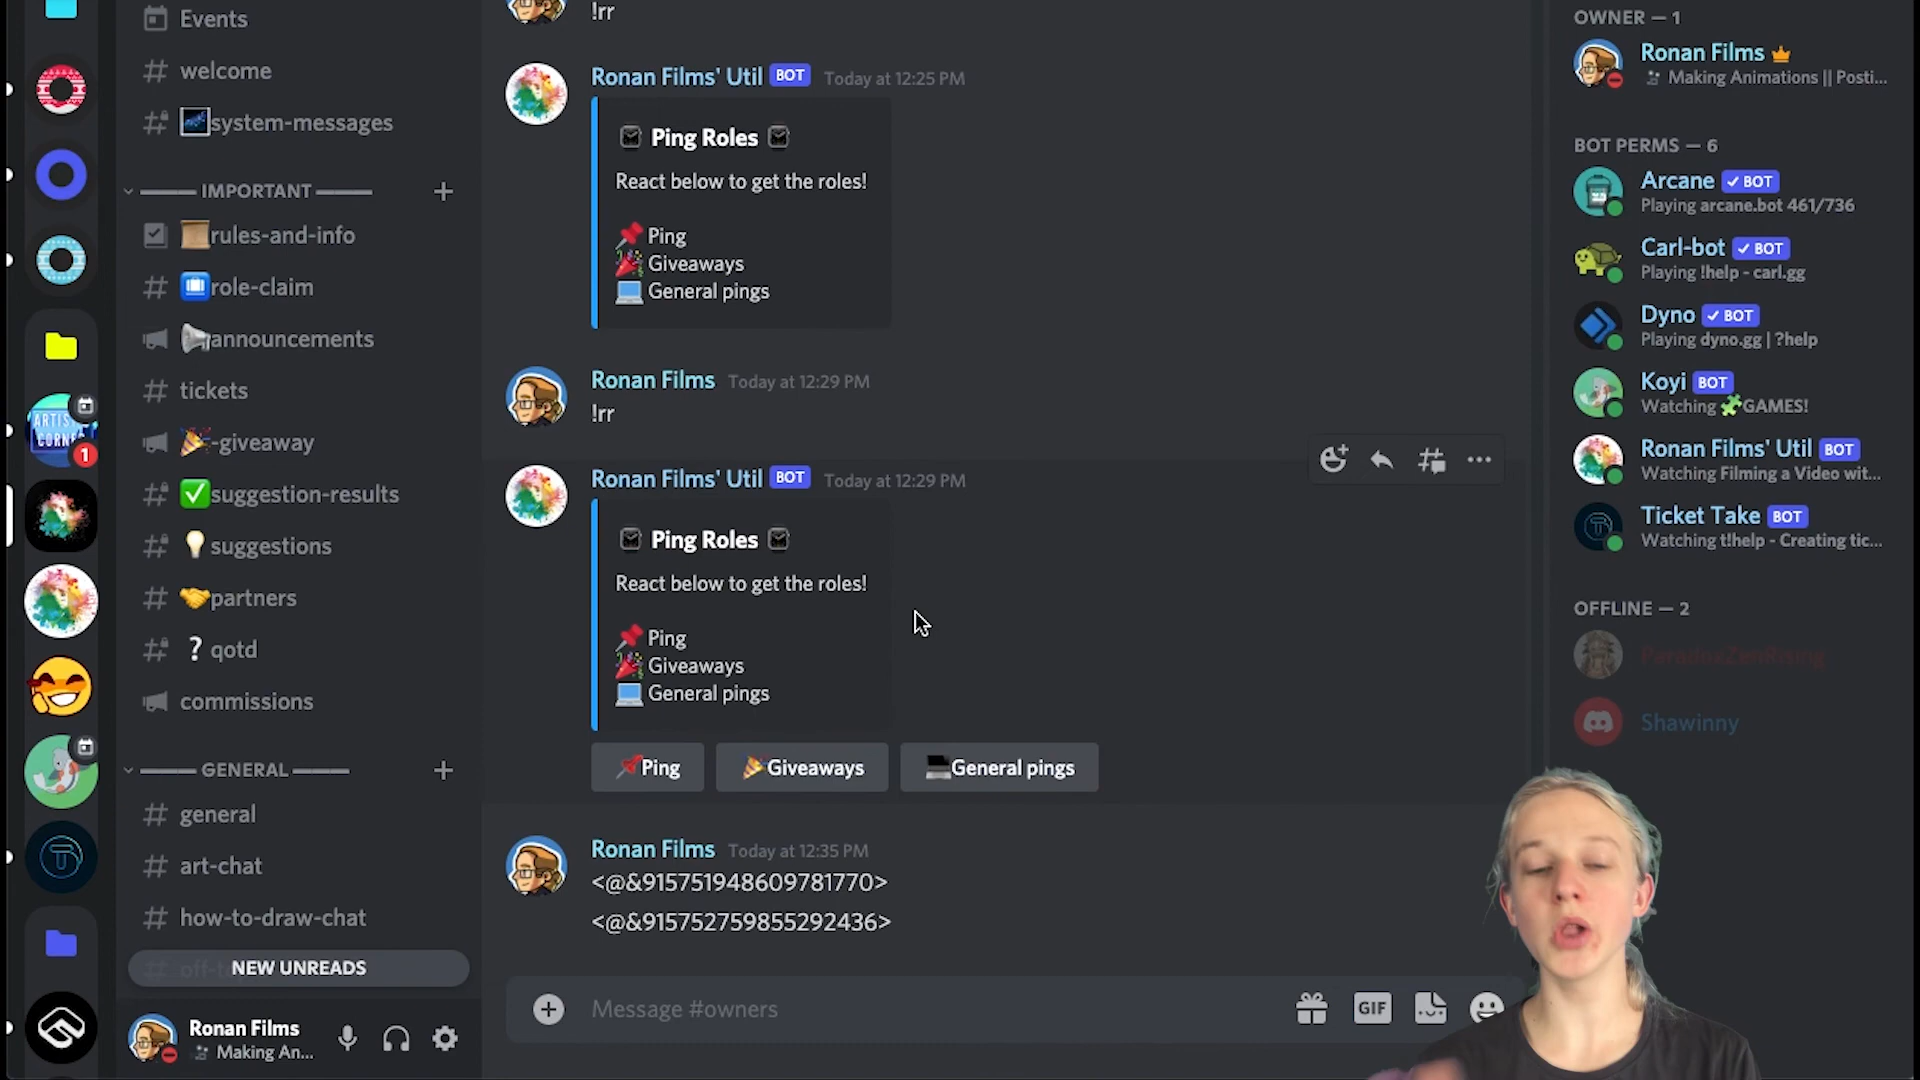 Events
welcome
system-messages
IMPORTANT
rules-and-info
role-claim
announcements
tickets
-giveaway
suggestion-results
suggestions
partners
? qotd
commissions
GENERAL
general
art-chat
how-to-draw-chat
NEW UNREADS
Ronan Films
Making An...
ARTIS
CORNE
1
!rr
Ronan Films' Util BOT Today at 12:25 PM
Ping Roles
React below to get the roles!
Ping
Giveaways
General pings
Ronan Films Today at 12:29 PM
!rr
Ronan Films' Util BOT Today at 12:29 PM
Ping Roles
React below to get the roles!
Ping
Giveaways
General pings
Ping Giveaways General pings
Ronan Films Today at 12:35 PM
<@&915751948609781770>
<@&915752759855292436>
Message #owners
GIF
OWNER — 1
Ronan Films
Making Animations || Posti...
BOT PERMS — 6
Arcane ✓ BOT
Playing arcane.bot 461/736
Carl-bot ✓ BOT
Playing !help - carl.gg
Dyno ✓ BOT
Playing dyno.gg | ?help
Koyi BOT
Watching GAMES!
Ronan Films' Util BOT
Watching Filming a Video wit...
Ticket Take BOT
Watching t!help - Creating tic...
OFFLINE — 2
ParadoxZenRising
Shawinny